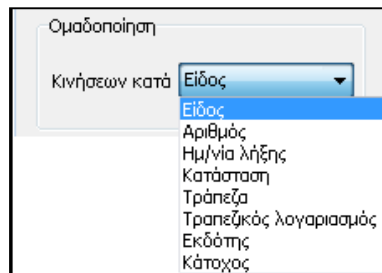 Ομαδοποίηση
Κινήσεων κατά Είδος
Είδος
Αριθμός
Ημ/νία λήξης
Κατάσταση
Τράπεζα
Τραπεζικός λογαριασμός
Εκδότης
Κάτοχος